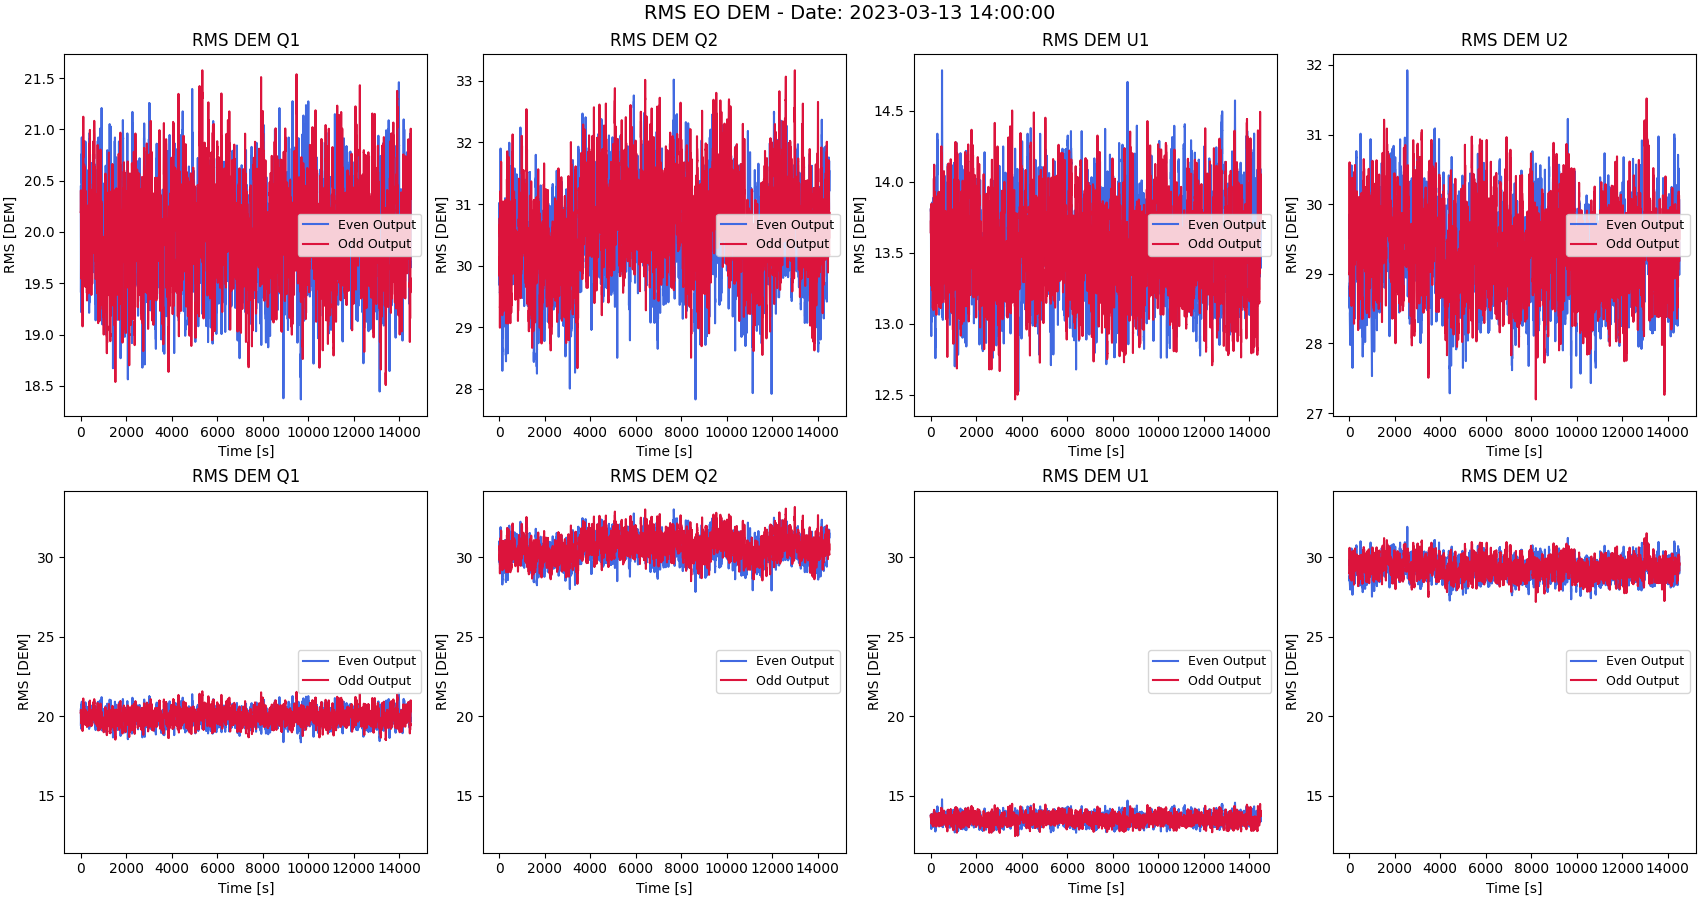 RMS EO DEM - Date: 2023-03-13 14:00:00
RMS DEM Q1
RMS [DEM]
21.5
21.0
20.5
20.0
19.5
19.0
18.5
Even Output
Odd Output
0 2000 4000 6000 8000 10000 12000 14000
Time [s]
RMS DEM Q2
RMS [DEM]
33
32
31
30
29
28
Even Output
Odd Output
0 2000 4000 6000 8000 10000 12000 14000
Time [s]
RMS DEM U1
RMS [DEM]
14.5
14.0
13.5
13.0
12.5
Even Output
Odd Output
0 2000 4000 6000 8000 10000 12000 14000
Time [s]
RMS DEM U2
RMS [DEM]
32
31
30
29
28
27
Even Output
Odd Output
0 2000 4000 6000 8000 10000 12000 14000
Time [s]
RMS DEM Q1
RMS [DEM]
30
25
20
15
Even Output
Odd Output
0 2000 4000 6000 8000 10000 12000 14000
Time [s]
RMS DEM Q2
RMS [DEM]
30
25
20
15
Even Output
Odd Output
0 2000 4000 6000 8000 10000 12000 14000
Time [s]
RMS DEM U1
RMS [DEM]
30
25
20
15
Even Output
Odd Output
0 2000 4000 6000 8000 10000 12000 14000
Time [s]
RMS DEM U2
RMS [DEM]
30
25
20
15
Even Output
Odd Output
0 2000 4000 6000 8000 10000 12000 14000
Time [s]